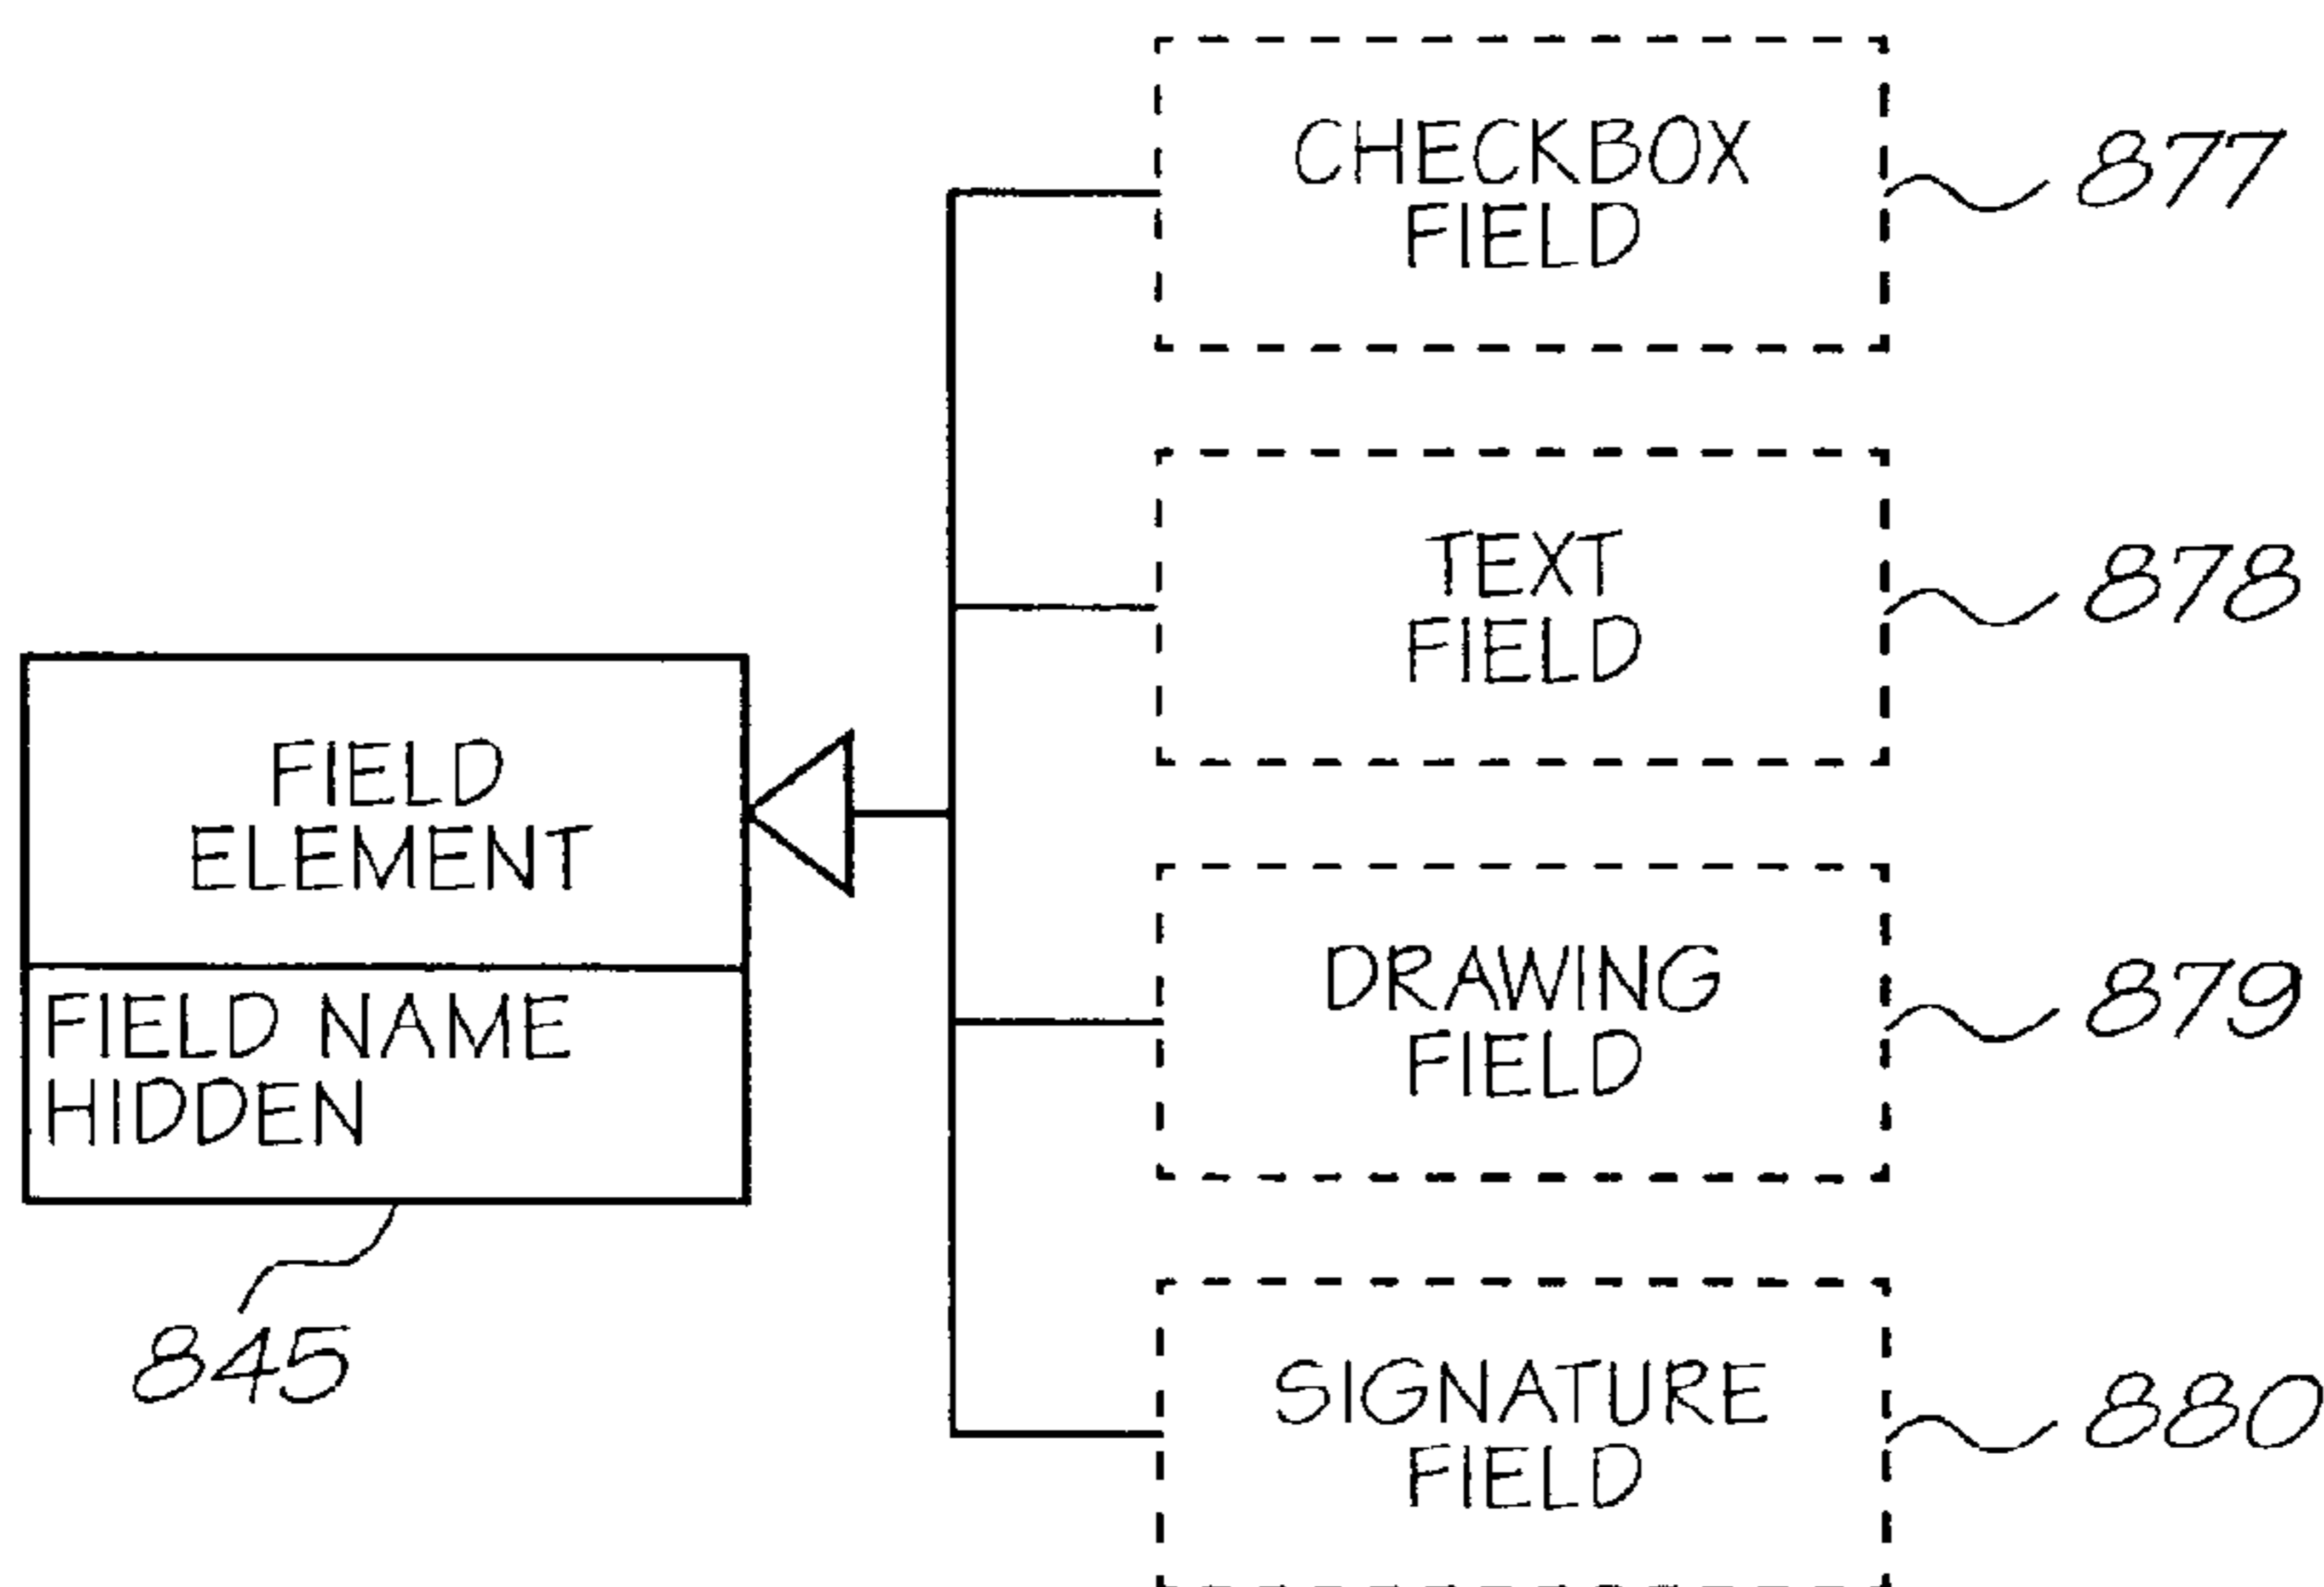 CHECKBOX
FIELD
877
TEXT
FIELD
878
FIELD
ELEMENT
FIELD NAME
HIDDEN
845
DRAWING
FIELD
879
SIGNATURE
FIELD
880